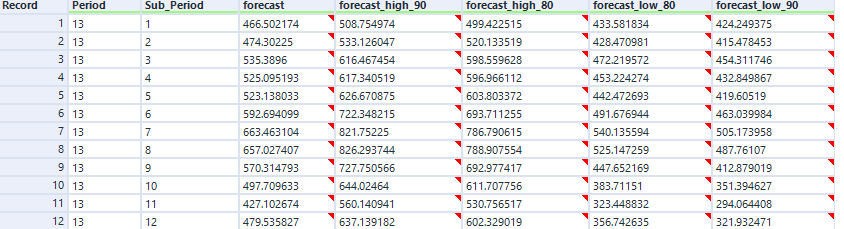 Record Period Sub_Period forecast forecast_high_90 forecast_high_80 forecast_low_80 forecast_low_90
1 13 1 466.502174 508.754974 499.422515 433.581834 424.249375
2 13 2 474.30225 533.126047 520.133519 428.470981 415.478453
3 13 3 535.3896 616.467454 598.559628 472.219572 454.311746
4 13 4 525.095193 617.340519 596.966112 453.224274 432.849867
5 13 5 523.138033 626.670875 603.803372 442.472693 419.60519
6 13 6 592.694099 722.348215 693.711255 491.676944 463.039984
7 13 7 663.463104 821.75225 786.790615 540.135594 505.173958
8 13 8 657.027407 826.293744 788.907554 525.147259 487.76107
9 13 9 570.314793 727.750566 692.977417 447.652169 412.879019
10 13 10 497.709633 644.02464 611.707756 383.71151 351.394627
11 13 11 427.102674 560.140941 530.756517 323.448832 294.064408
12 13 12 479.535827 637.139182 602.329019 356.742635 321.932471